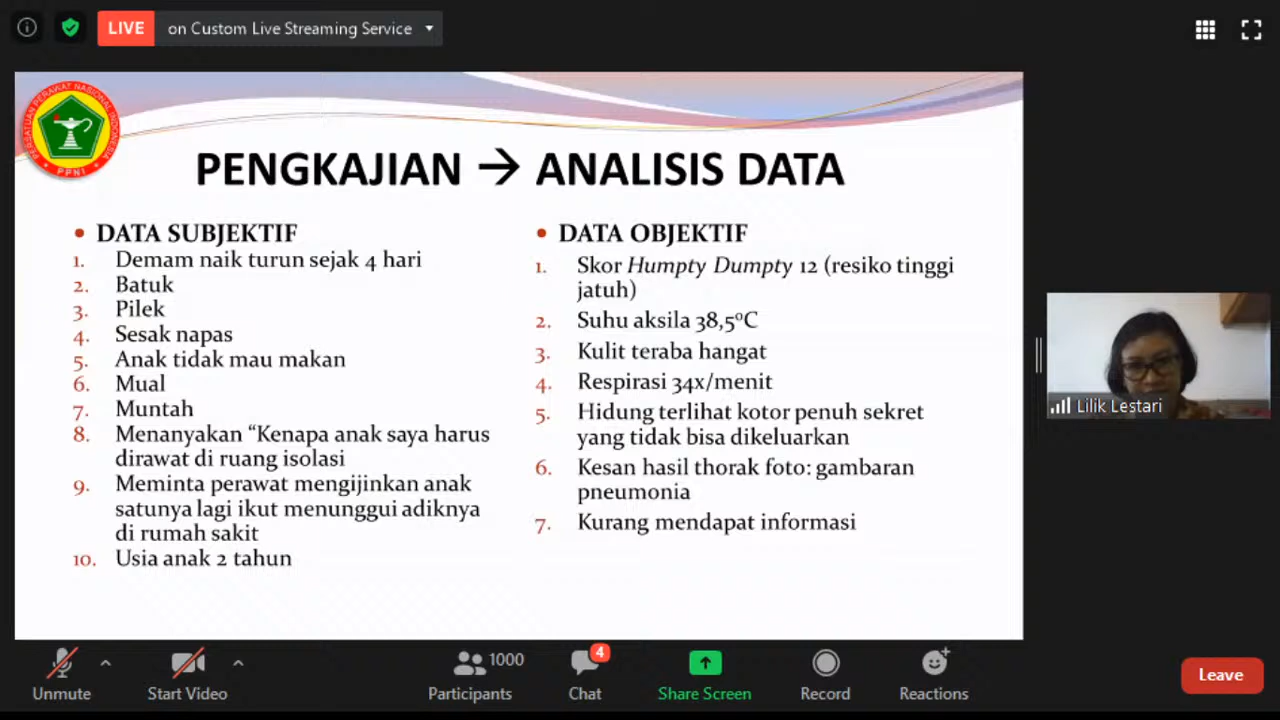 LIVE on Custom Live Streaming Service
PERSATUAN PERAWAT NASIONAL INDONESIA
PPNI
PENGKAJIAN → ANALISIS DATA
• DATA SUBJEKTIF
1. Demam naik turun sejak 4 hari
2. Batuk
3. Pilek
4. Sesak napas
5. Anak tidak mau makan
6. Mual
7. Muntah
8. Menanyakan “Kenapa anak saya harus
dirawat di ruang isolasi
9. Meminta perawat mengijinkan anak
satunya lagi ikut menunggui adiknya
di rumah sakit
10. Usia anak 2 tahun
• DATA OBJEKTIF
1. Skor Humpty Dumpty 12 (resiko tinggi
jatuh)
2. Suhu aksila 38,5⁰C
3. Kulit teraba hangat
4. Respirasi 34x/menit
5. Hidung terlihat kotor penuh sekret
yang tidak bisa dikeluarkan
6. Kesan hasil thorak foto: gambaran
pneumonia
7. Kurang mendapat informasi
Lilik Lestari
Unmute
Start Video
1000
Participants
4
Chat
Share Screen
Record
Reactions
Leave